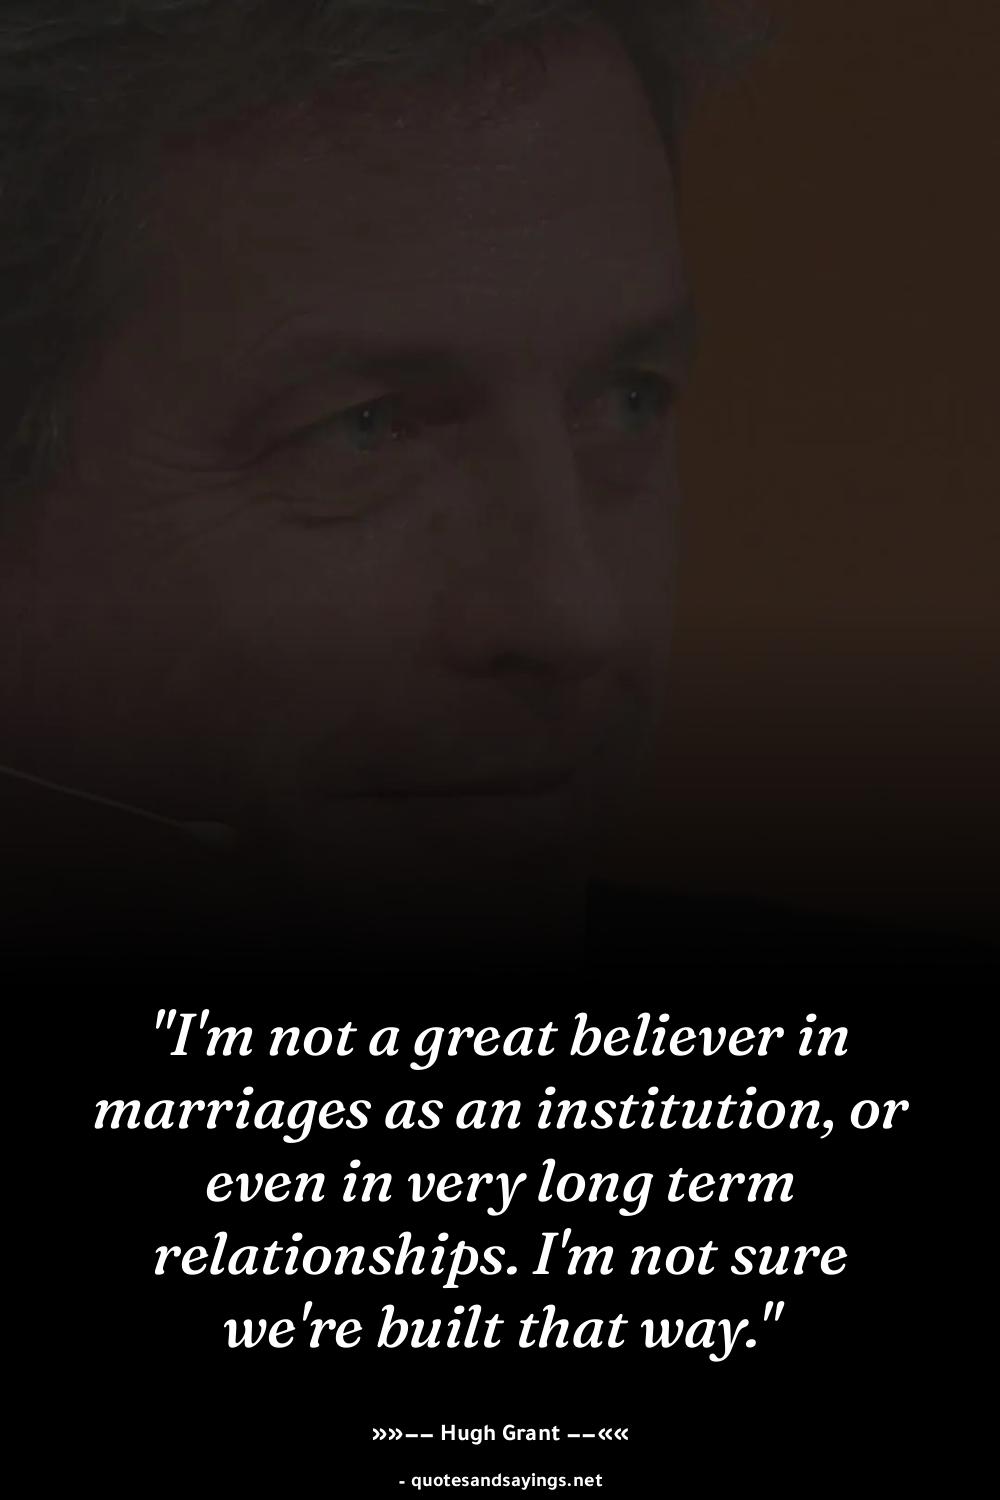 "I'm not a great believer in
marriages as an institution, or
even in very long term
relationships. I'm not sure
we're built that way."
»»–– Hugh Grant ––««
- quotesandsayings.net